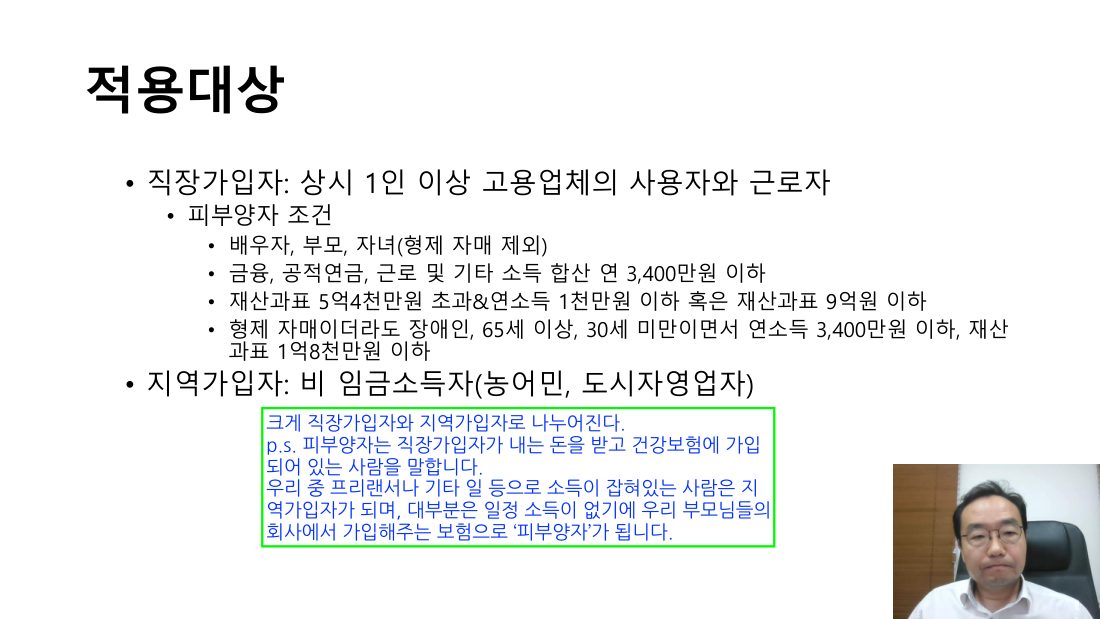 적용대상
• 직장가입자: 상시 1인 이상 고용업체의 사용자와 근로자
• 피부양자 조건
• 배우자, 부모, 자녀(형제 자매 제외)
• 금융, 공적연금, 근로 및 기타 소득 합산 연 3,400만원 이하
• 재산과표 5억4천만원 초과&연소득 1천만원 이하 혹은 재산과표 9억원 이하
• 형제 자매이더라도 장애인, 65세 이상, 30세 미만이면서 연소득 3,400만원 이하, 재산
과표 1억8천만원 이하
• 지역가입자: 비 임금소득자(농어민, 도시자영업자)
크게 직장가입자와 지역가입자로 나누어진다.
p.s. 피부양자는 직장가입자가 내는 돈을 받고 건강보험에 가입
되어 있는 사람을 말합니다.
우리 중 프리랜서나 기타 일 등으로 소득이 잡혀있는 사람은 지
역가입자가 되며, 대부분은 일정 소득이 없기에 우리 부모님들의
회사에서 가입해주는 보험으로 ‘피부양자’가 됩니다.